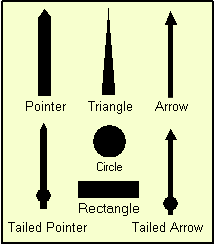 Pointer Triangle Arrow
Circle
Rectangle
Tailed Pointer Tailed Arrow